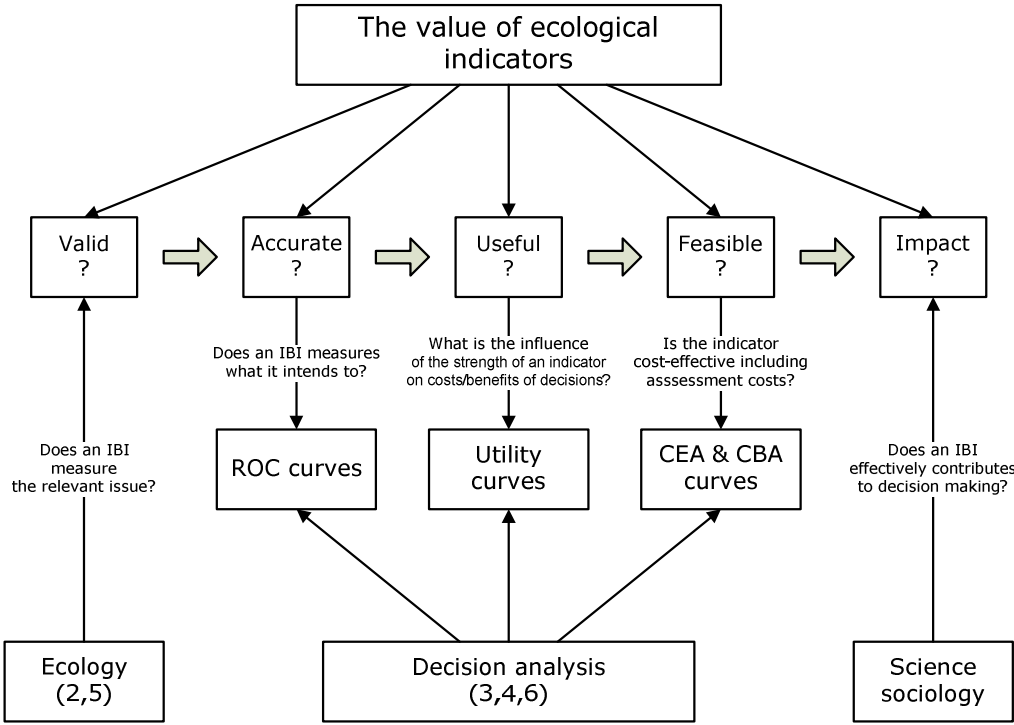 The value of ecological
indicators
Valid
?
Accurate
?
Useful
?
Feasible
?
Impact
?
Does an IBI measures
what it intends to?
What is the influence
of the strength of an indicator
on costs/benefits of decisions?
Is the indicator
cost-effective including
asssessment costs?
Does an IBI
measure
the relevant issue?
ROC curves
Utility
curves
CEA & CBA
curves
Does an IBI
effectively contributes
to decision making?
Ecology
(2,5)
Decision analysis
(3,4,6)
Science
sociology